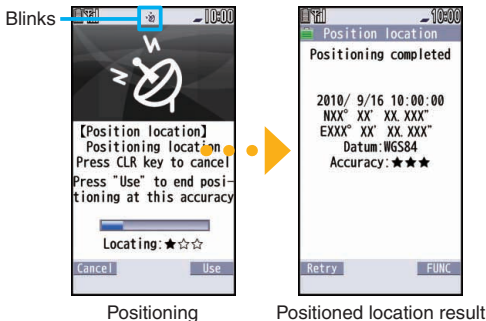 Blinks
10:00
【Position location】
Positioning location
Press CLR key to cancel
Press "Use" to end posi-
tioning at this accuracy
Locating:★☆☆
Cancel Use
Positioning
10:00
Position location
Positioning completed
2010/ 9/16 10:00:00
NXX° XX' XX.XXX"
EXXX° XX' XX.XXX"
Datum:WGS84
Accuracy:★★★
Retry FUNC
Positioned location result